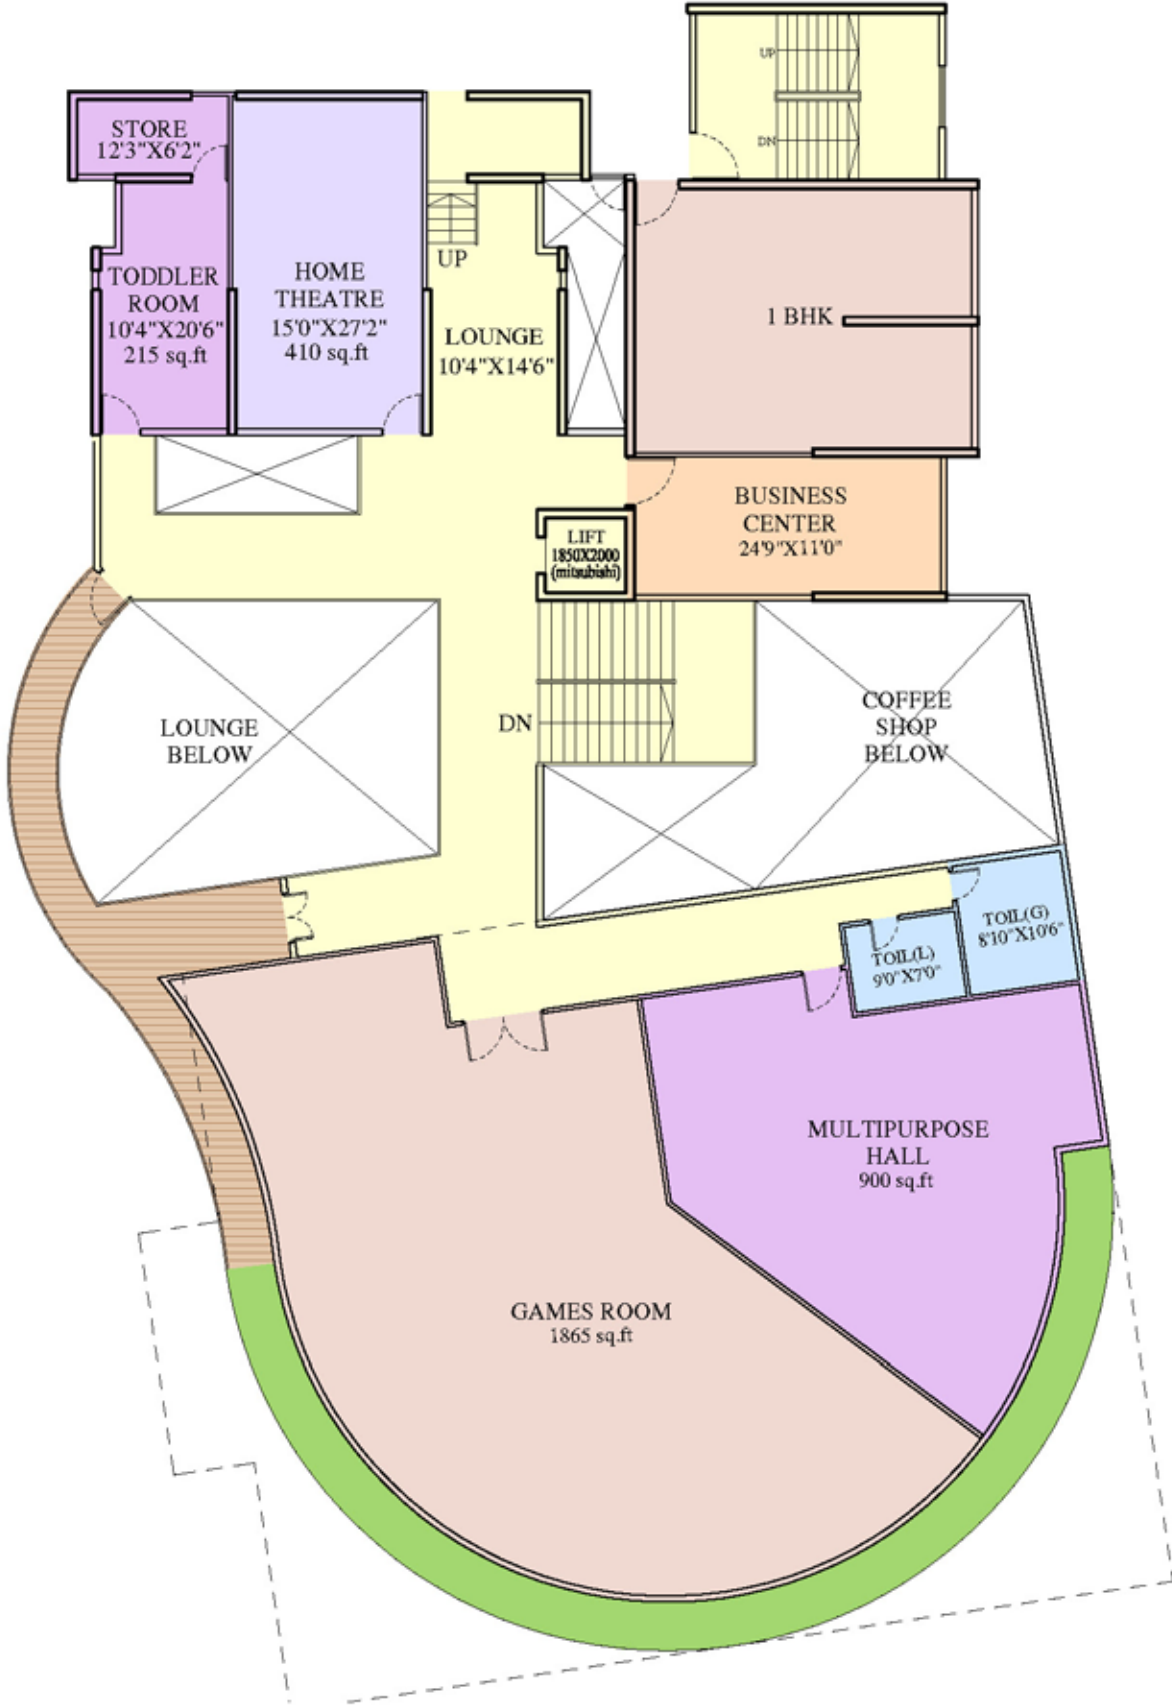 UP
DN
STORE
12'3"X6'2"
TODDLER
ROOM
10'4"X20'6"
215 sq.ft
HOME
THEATRE
15'0"X27'2"
410 sq.ft
UP
LOUNGE
10'4"X14'6"
1 BHK
BUSINESS
CENTER
24'9"X11'0"
LIFT
1850X2000
(mitsubishi)
LOUNGE
BELOW
DN
COFFEE
SHOP
BELOW
TOIL(G)
8'10"X10'6"
TOIL(L)
9'0"X7'0"
MULTIPURPOSE
HALL
900 sq.ft
GAMES ROOM
1865 sq.ft